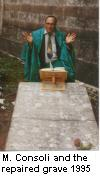 M. Consoli and the
repaired grave 1995